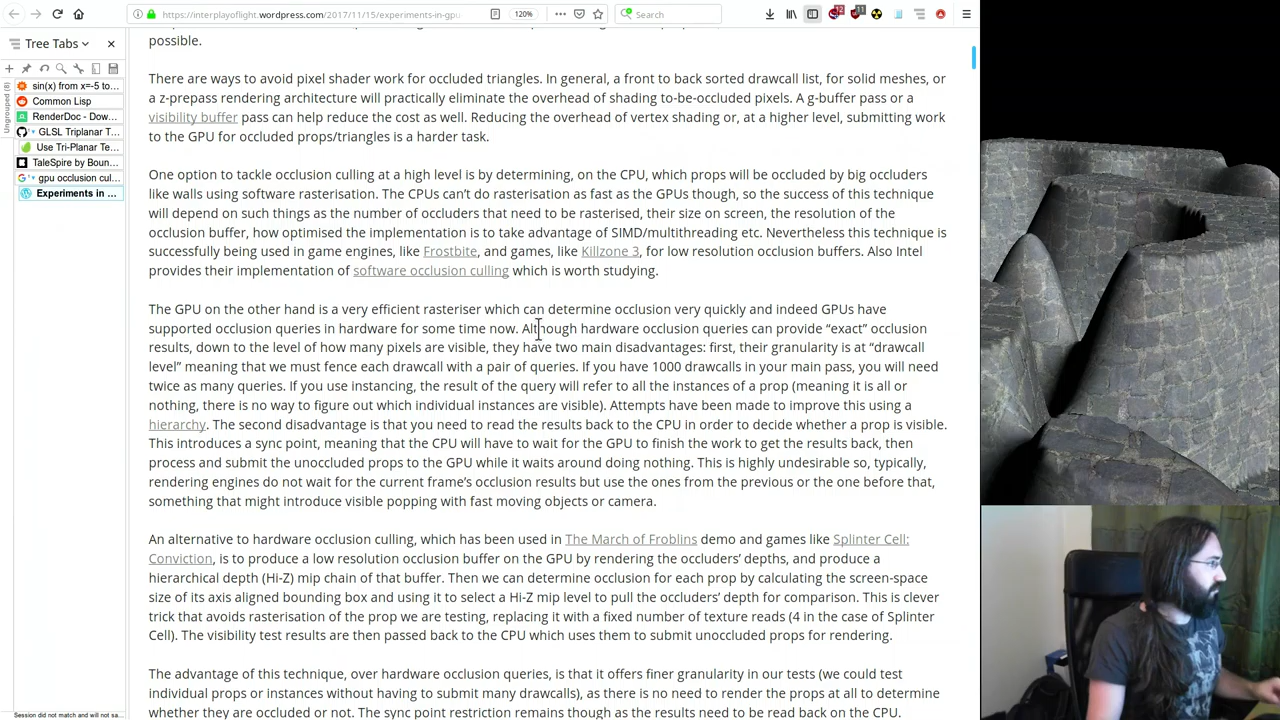 https://interplayoflight.wordpress.com/2017/11/15/experiments-in-gpu
120%
Search
12
11
Tree Tabs
Ungrouped (8)
sin(x) from x=-5 to...
Common Lisp
RenderDoc - Dow...
GLSL Triplanar T...
Use Tri-Planar Te...
TaleSpire by Boun...
gpu occlusion cul...
Experiments in ...
Session did not match and will not sa...
possible.
There are ways to avoid pixel shader work for occluded triangles. In general, a front to back sorted drawcall list, for solid meshes, or
a z-prepass rendering architecture will practically eliminate the overhead of shading to-be-occluded pixels. A g-buffer pass or a
visibility buffer pass can help reduce the cost as well. Reducing the overhead of vertex shading or, at a higher level, submitting work
to the GPU for occluded props/triangles is a harder task.
One option to tackle occlusion culling at a high level is by determining, on the CPU, which props will be occluded by big occluders
like walls using software rasterisation. The CPUs can't do rasterisation as fast as the GPUs though, so the success of this technique
will depend on such things as the number of occluders that need to be rasterised, their size on screen, the resolution of the
occlusion buffer, how optimised the implementation is to take advantage of SIMD/multithreading etc. Nevertheless this technique is
successfully being used in game engines, like Frostbite, and games, like Killzone 3, for low resolution occlusion buffers. Also Intel
provides their implementation of software occlusion culling which is worth studying.
The GPU on the other hand is a very efficient rasteriser which can determine occlusion very quickly and indeed GPUs have
supported occlusion queries in hardware for some time now. Although hardware occlusion queries can provide “exact” occlusion
results, down to the level of how many pixels are visible, they have two main disadvantages: first, their granularity is at “drawcall
level” meaning that we must fence each drawcall with a pair of queries. If you have 1000 drawcalls in your main pass, you will need
twice as many queries. If you use instancing, the result of the query will refer to all the instances of a prop (meaning it is all or
nothing, there is no way to figure out which individual instances are visible). Attempts have been made to improve this using a
hierarchy. The second disadvantage is that you need to read the results back to the CPU in order to decide whether a prop is visible.
This introduces a sync point, meaning that the CPU will have to wait for the GPU to finish the work to get the results back, then
process and submit the unoccluded props to the GPU while it waits around doing nothing. This is highly undesirable so, typically,
rendering engines do not wait for the current frame's occlusion results but use the ones from the previous or the one before that,
something that might introduce visible popping with fast moving objects or camera.
An alternative to hardware occlusion culling, which has been used in The March of Froblins demo and games like Splinter Cell:
Conviction, is to produce a low resolution occlusion buffer on the GPU by rendering the occluders' depths, and produce a
hierarchical depth (Hi-Z) mip chain of that buffer. Then we can determine occlusion for each prop by calculating the screen-space
size of its axis aligned bounding box and using it to select a Hi-Z mip level to pull the occluders' depth for comparison. This is clever
trick that avoids rasterisation of the prop we are testing, replacing it with a fixed number of texture reads (4 in the case of Splinter
Cell). The visibility test results are then passed back to the CPU which uses them to submit unoccluded props for rendering.
The advantage of this technique, over hardware occlusion queries, is that it offers finer granularity in our tests (we could test
individual props or instances without having to submit many drawcalls), as there is no need to render the props at all to determine
whether they are occluded or not. The sync point restriction remains though as the results need to be read back on the CPU.